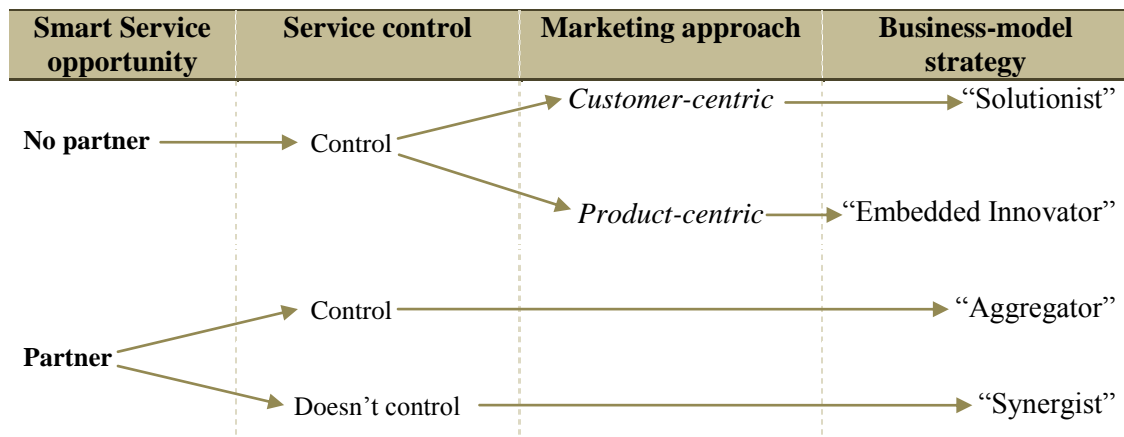 Smart Service opportunity
Service control
Marketing approach
Business-model strategy
Customer-centric
“Solutionist”
No partner
Control
Product-centric
“Embedded Innovator”
Control
“Aggregator”
Partner
Doesn’t control
“Synergist”